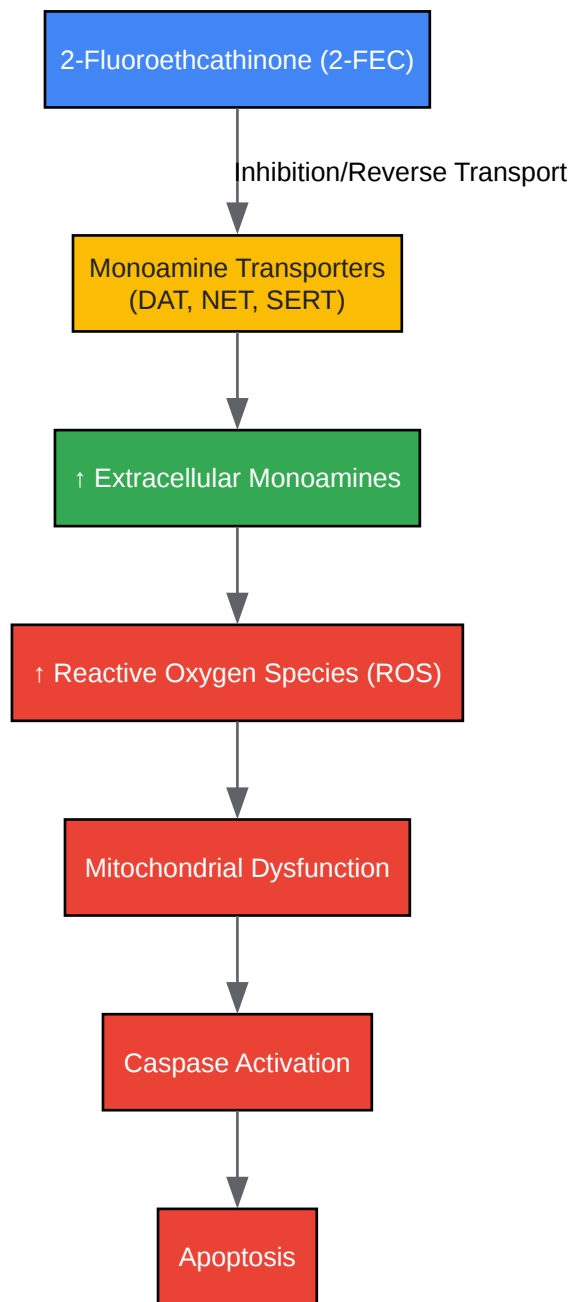 2-Fluoroethcathinone (2-FEC)
Inhibition/Reverse Transport
Monoamine Transporters
(DAT, NET, SERT)
↑ Extracellular Monoamines
↑ Reactive Oxygen Species (ROS)
Mitochondrial Dysfunction
Caspase Activation
Apoptosis